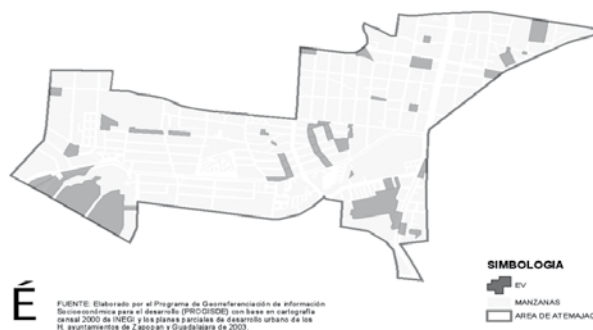 SIMBOLOGIA
EV
MANZANAS
AREA DE ATEMAJAC
É
FUENTE: Elaborado por el Programa de Georreferenciación de información
Socioeconómica para el desarrollo (PROGISDE) con base en cartografía
censal 2000 de INEGI y los planes parciales de desarrollo urbano de los
H. ayuntamientos de Zapopan y Guadalajara de 2003.